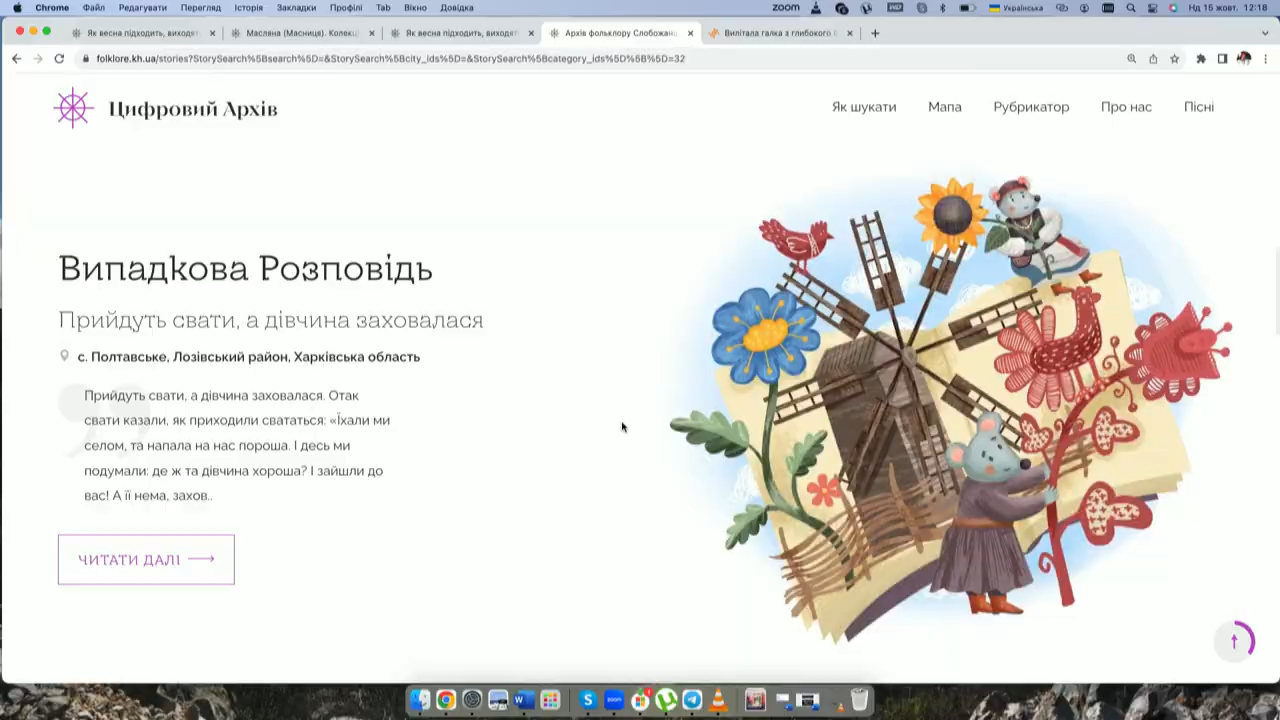 Chrome Файл Редагувати Перегляд Історія Закладки Профілі Tab Вікно Довідка zoom Українська Нд 15 жовт. 12:18
Як весна підходить, виходят Масляна (Масниця). Колекц Як весна підходить, виходят Архів фольклору Слобожанщ Вилітала галка з глибокого
folklore.kh.ua/stories?StorySearch%5Bsearch%5D=&StorySearch%5Bcity_ids%5D=&StorySearch%5Bcategory_ids%5D%5B%5D=32
Цифровий Архів
Як шукати Мапа Рубрикатор Про нас Пісні
Випадкова Розповідь
Прийдуть свати, а дівчина заховалася
с. Полтавське, Лозівський район, Харківська область
Прийдуть свати, а дівчина заховалася. Отак
свати казали, як приходили свататься: «Їхали ми
селом, та напала на нас пороша. І десь ми
подумали: де ж та дівчина хороша? І зайшли до
вас! А її нема, захов..
ЧИТАТИ ДАЛІ